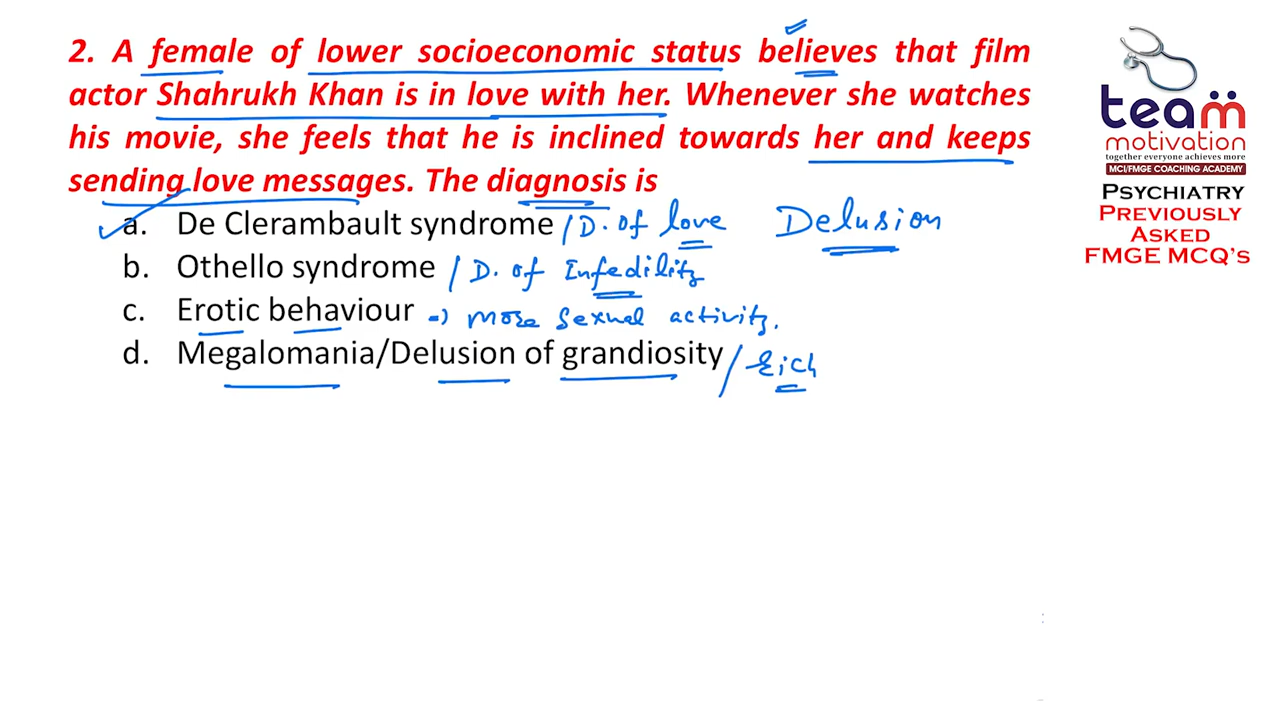 2. A female of lower socioeconomic status believes that film
actor Shahrukh Khan is in love with her. Whenever she watches
his movie, she feels that he is inclined towards her and keeps
sending love messages. The diagnosis is
a. De Clerambault syndrome / D. of love Delusion
b. Othello syndrome / D. of Infedility
c. Erotic behaviour => more sexual activity.
d. Megalomania/Delusion of grandiosity / Rich
team
motivation
together everyone achieves more
MCI/FMGE COACHING ACADEMY
PSYCHIATRY
PREVIOUSLY
ASKED
FMGE MCQ'S